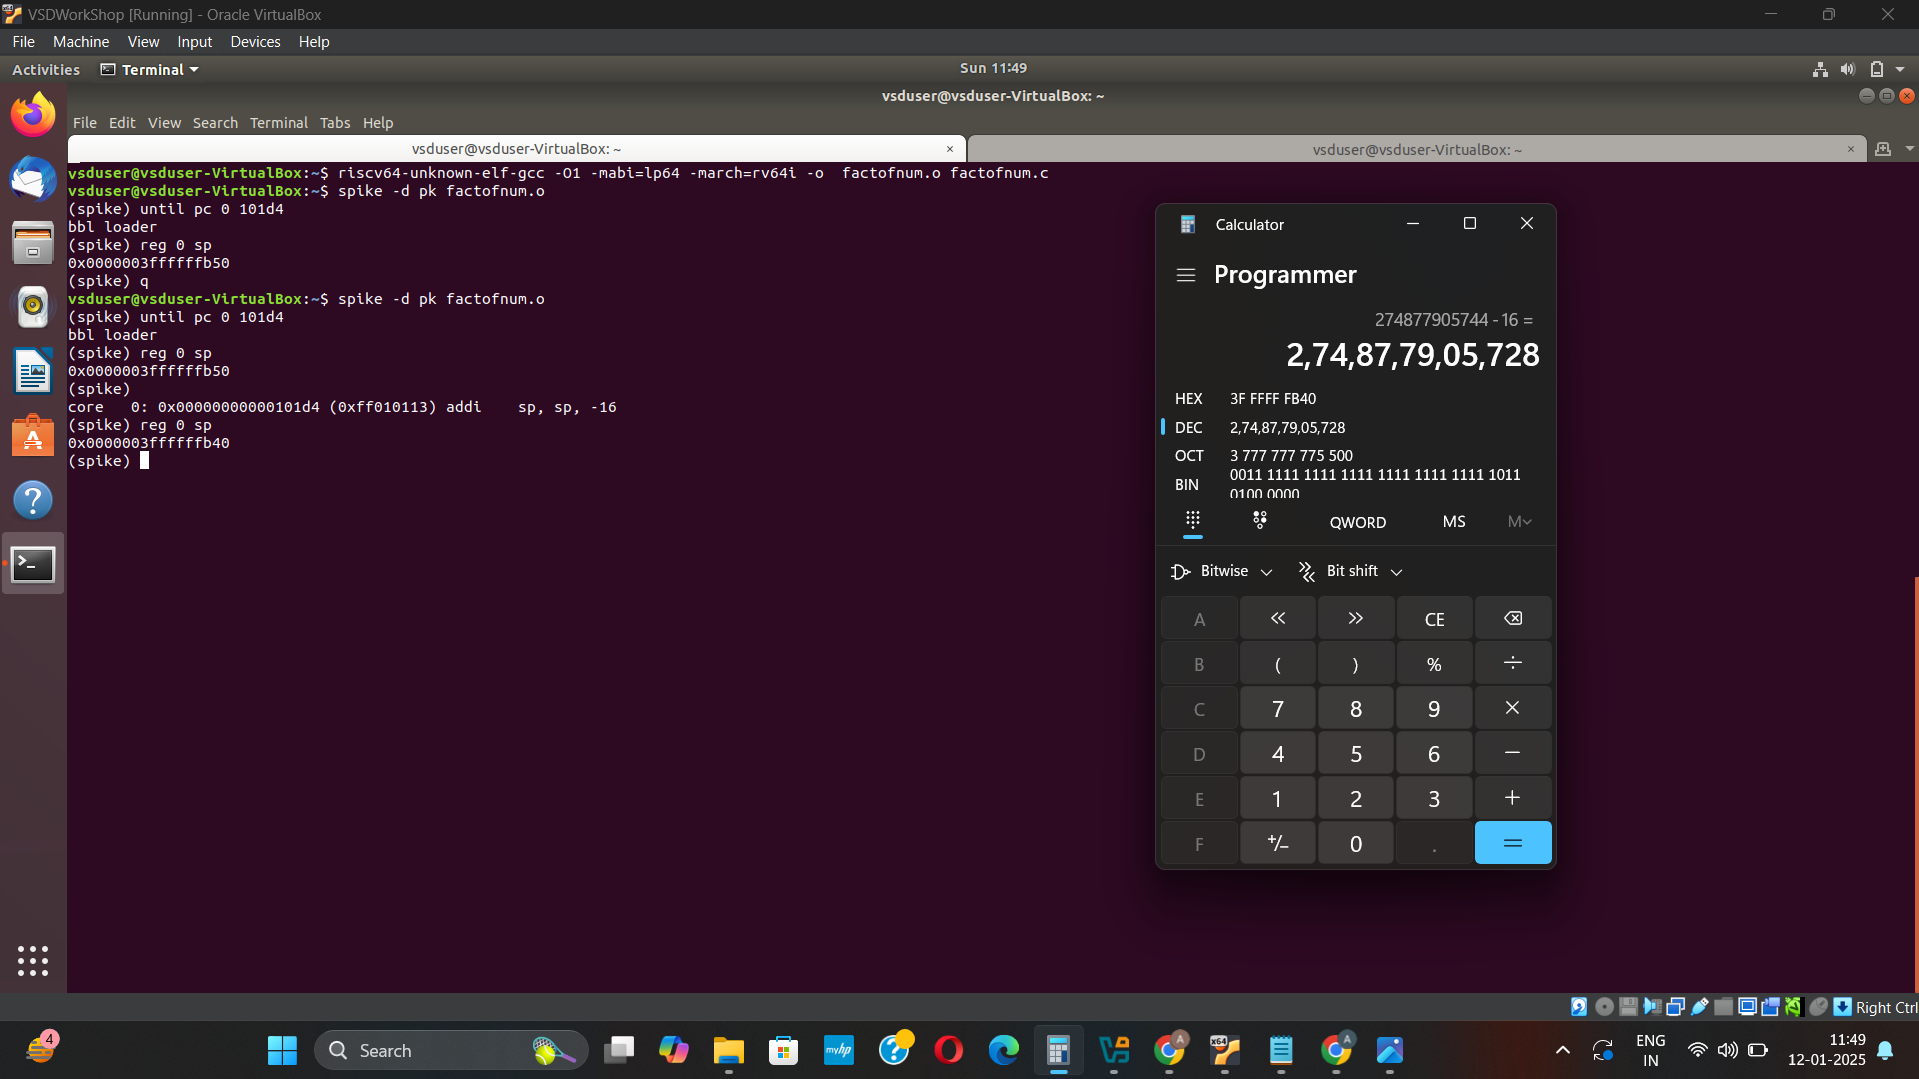 VSDWorkShop [Running] - Oracle VirtualBox
File Machine View Input Devices Help
Activities Terminal Sun 11:49
vsduser@vsduser-VirtualBox: ~
File Edit View Search Terminal Tabs Help
vsduser@vsduser-VirtualBox: ~ × vsduser@vsduser-VirtualBox: ~ ×
vsduser@vsduser-VirtualBox:~$ riscv64-unknown-elf-gcc -O1 -mabi=lp64 -march=rv64i -o  factofnum.o factofnum.c
vsduser@vsduser-VirtualBox:~$ spike -d pk factofnum.o
(spike) until pc 0 101d4
bbl loader
(spike) reg 0 sp
0x0000003ffffffb50
(spike) q
vsduser@vsduser-VirtualBox:~$ spike -d pk factofnum.o
(spike) until pc 0 101d4
bbl loader
(spike) reg 0 sp
0x0000003ffffffb50
(spike)
core   0: 0x00000000000101d4 (0xff010113) addi    sp, sp, -16
(spike) reg 0 sp
0x0000003ffffffb40
(spike)
Calculator
Programmer
274877905744 - 16 =
2,74,87,79,05,728
HEX 3F FFFF FB40
DEC 2,74,87,79,05,728
OCT 3 777 777 775 500
BIN 0011 1111 1111 1111 1111 1111 1111 1011
0100 0000
QWORD MS M
Bitwise Bit shift
A << >> CE
B ( ) % ÷
C 7 8 9 ×
D 4 5 6 −
E 1 2 3 +
F +/− 0 . =
Right Ctrl
4 Search myhp A x64 A ENG 11:49
IN 12-01-2025